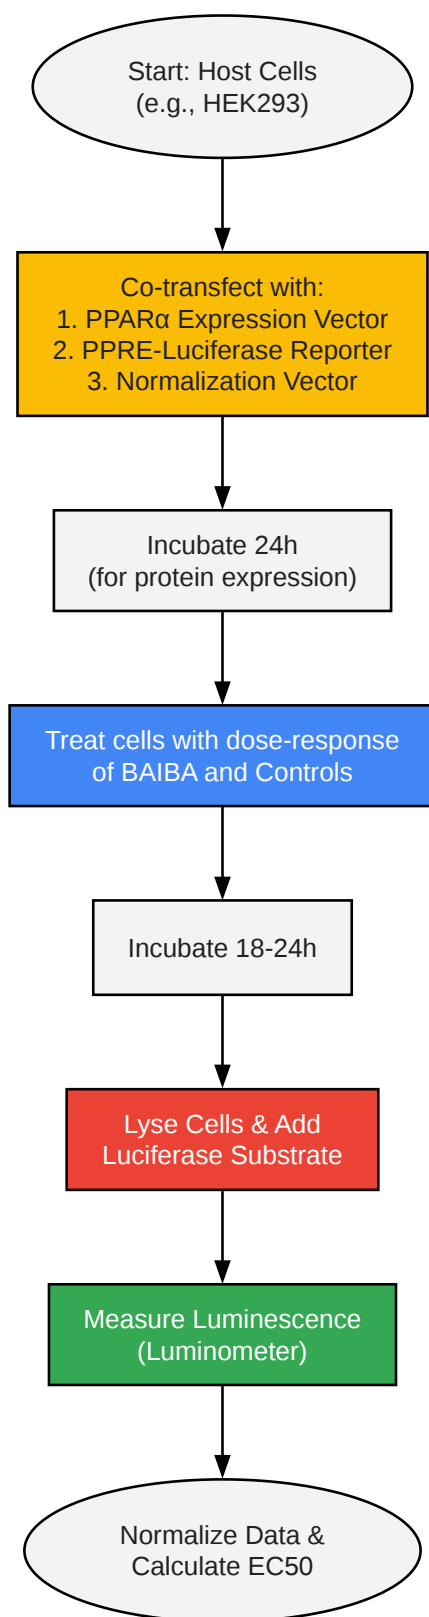 Start: Host Cells
(e.g., HEK293)
Co-transfect with:
1. PPARα Expression Vector
2. PPRE-Luciferase Reporter
3. Normalization Vector
Incubate 24h
(for protein expression)
Treat cells with dose-response
of BAIBA and Controls
Incubate 18-24h
Lyse Cells & Add
Luciferase Substrate
Measure Luminescence
(Luminometer)
Normalize Data &
Calculate EC50